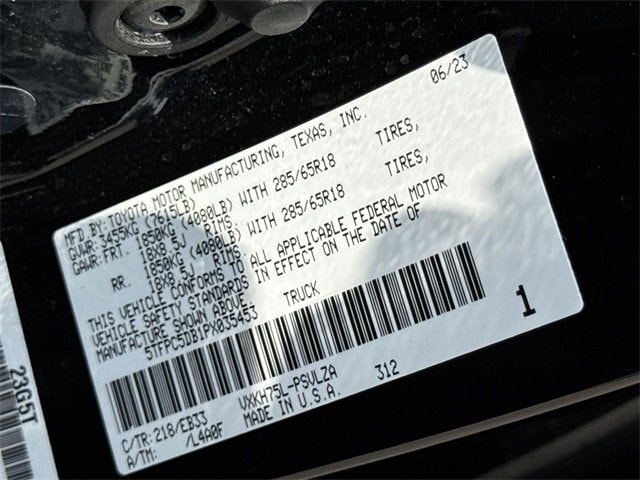 06/23
MFD. BY:TOYOTA MOTOR MANUFACTURING, TEXAS, INC.
GVWR: 3455KG (7615LB)
GAWR: FRT. 1850KG (4080LB) WITH 285/65R18 TIRES,
18X8.5J RIMS
RR. 1850KG (4080LB) WITH 285/65R18 TIRES,
18X8.5J RIMS
THIS VEHICLE CONFORMS TO ALL APPLICABLE FEDERAL MOTOR
VEHICLE SAFETY STANDARDS IN EFFECT ON THE DATE OF
MANUFACTURE SHOWN ABOVE.
5TFPC5DB1PX035453 TRUCK
1
C/TR:218/EB33 VXKH75L-PSVLZA 312
A/TM: /L4A0F MADE IN U.S.A.
23G5T